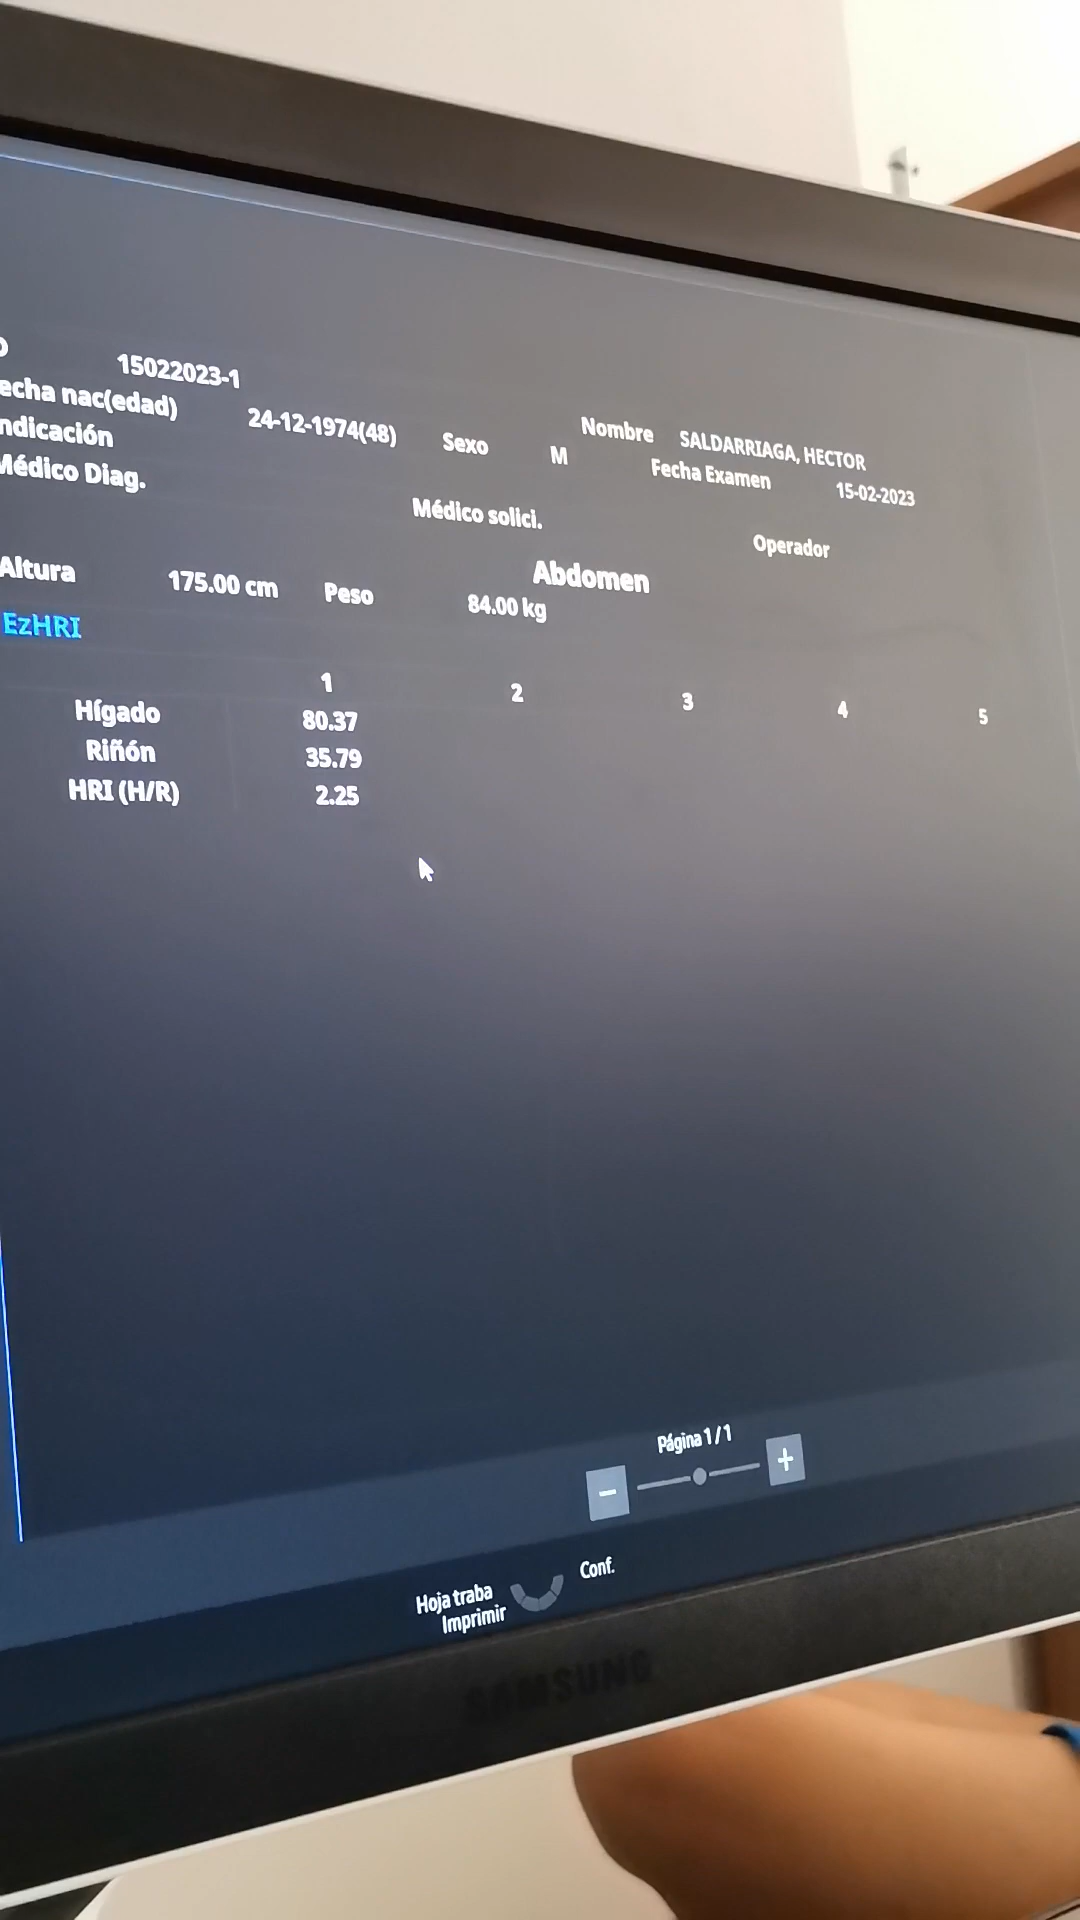 15022023-1
echa nac(edad) 24-12-1974(48) Sexo M Nombre SALDARRIAGA, HECTOR
ndicación Fecha Examen 15-02-2023
Médico Diag. Médico solici. Operador
Abdomen
Altura 175.00 cm Peso 84.00 kg
EzHRI
1 2 3 4 5
Hígado 80.37
Riñón 35.79
HRI (H/R) 2.25
Página 1 / 1
Hoja traba Conf.
Imprimir
SAMSUNG